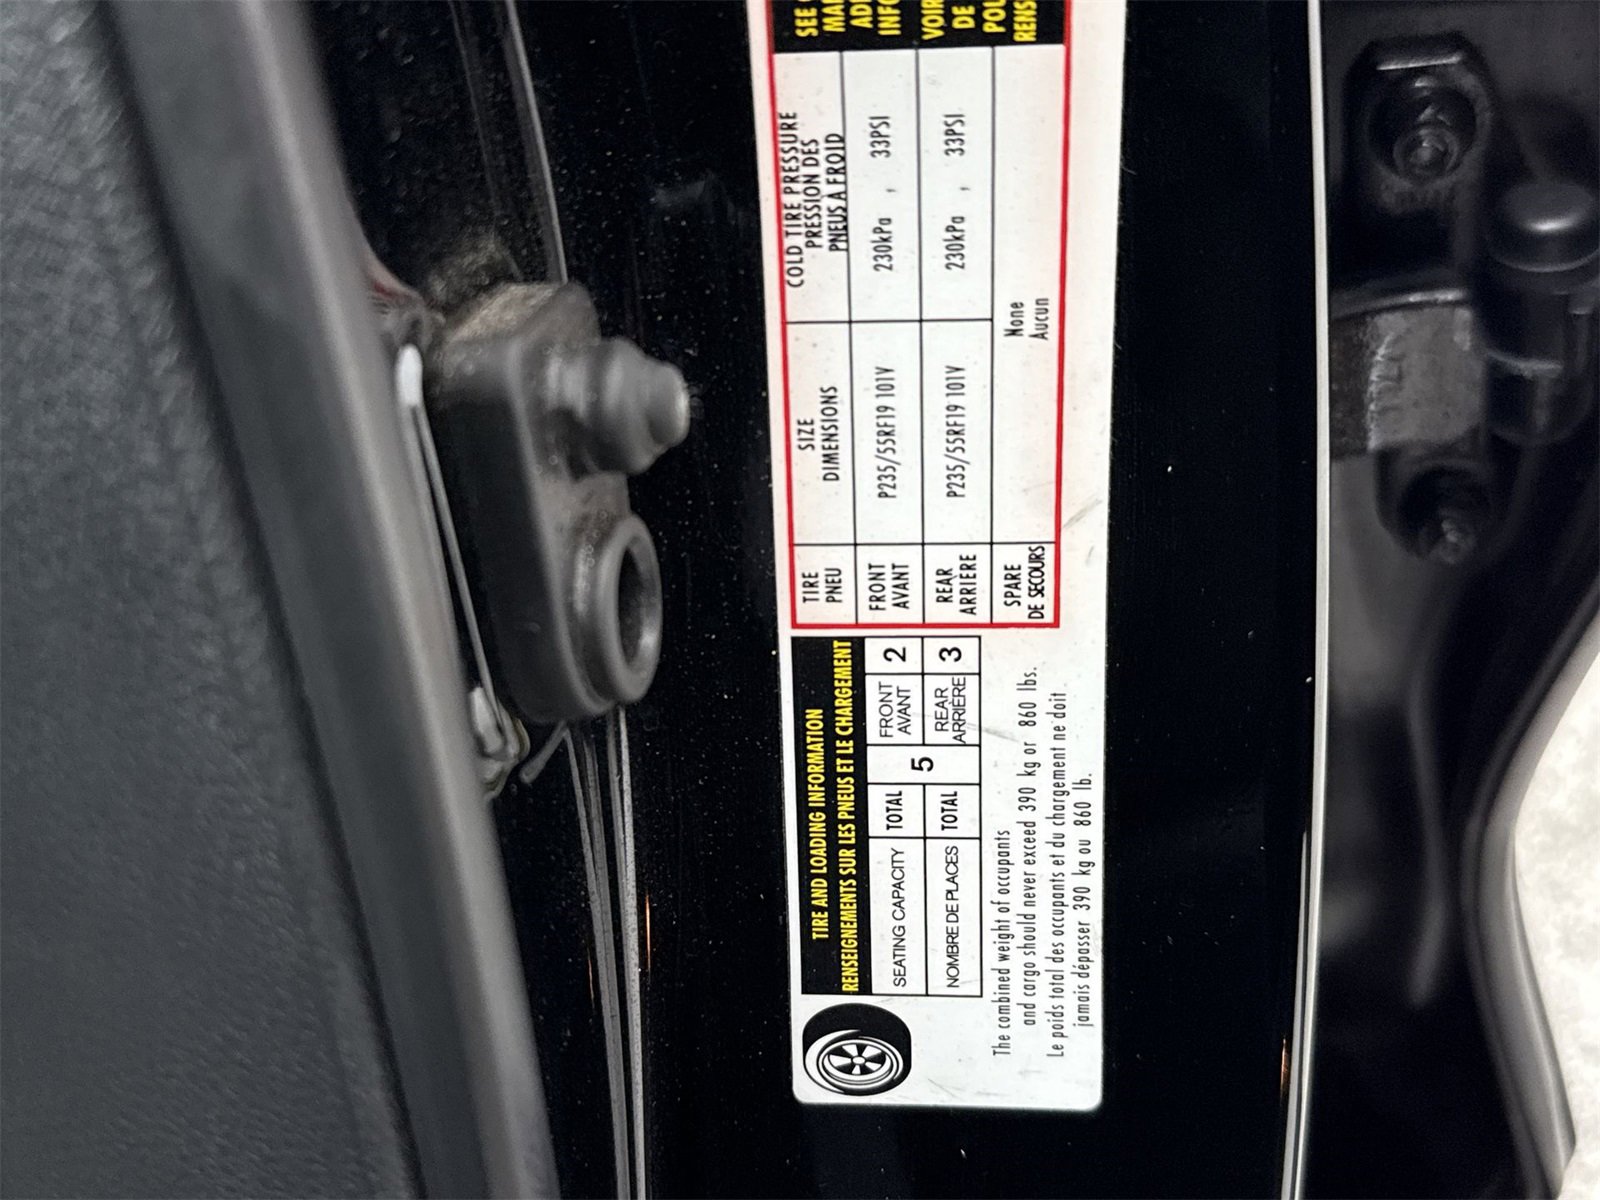 TIRE AND LOADING INFORMATION
RENSEIGNEMENTS SUR LES PNEUS ET LE CHARGEMENT
SEATING CAPACITY TOTAL 5 FRONT AVANT 2
NOMBRE DE PLACES TOTAL REAR ARRIÈRE 3
The combined weight of occupants
and cargo should never exceed 390 kg or 860 lbs.
Le poids total des occupants et du chargement ne doit
jamais dépasser 390 kg ou 860 lb.
TIRE SIZE COLD TIRE PRESSURE
PNEU DIMENSIONS PRESSION DES
PNEUS A FROID
FRONT
AVANT P235/55RF19 101V 230kPa , 33PSI
REAR
ARRIERE P235/55RF19 101V 230kPa , 33PSI
SPARE None
DE SECOURS Aucun
SEE
VOIR
DE